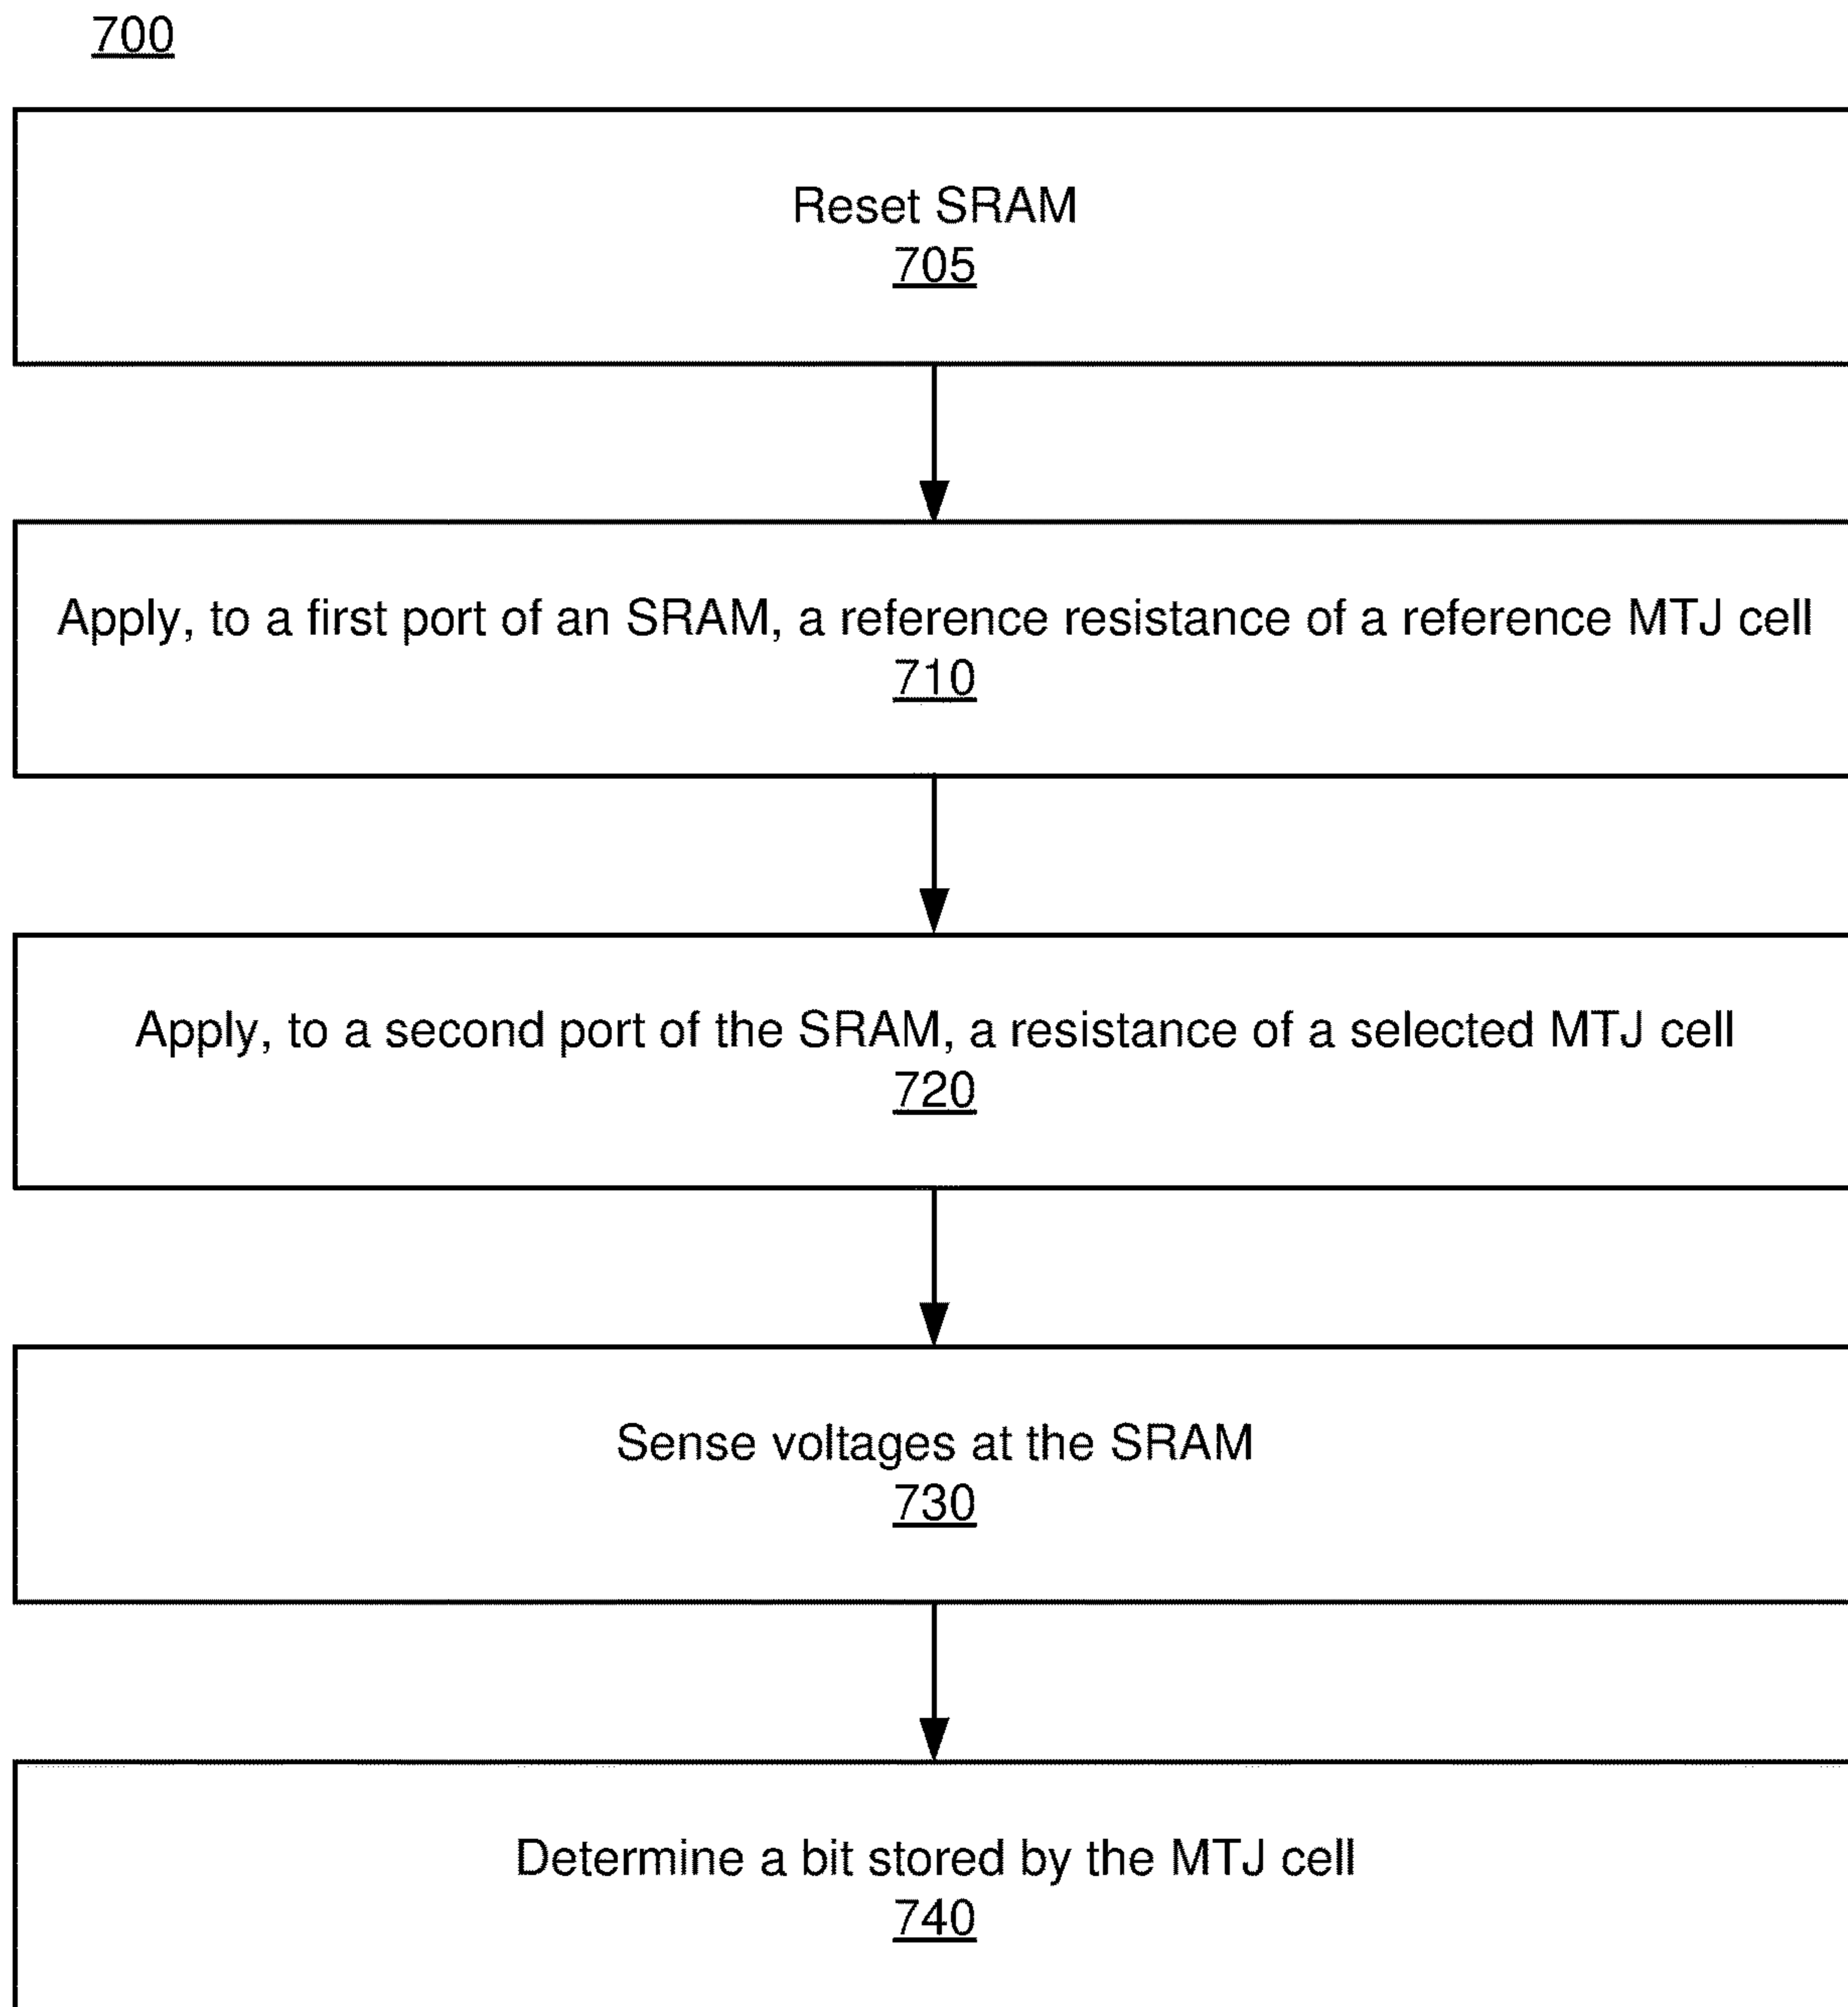 700
Reset SRAM
705
Apply, to a first port of an SRAM, a reference resistance of a reference MTJ cell
710
Apply, to a second port of the SRAM, a resistance of a selected MTJ cell
720
Sense voltages at the SRAM
730
Determine a bit stored by the MTJ cell
740